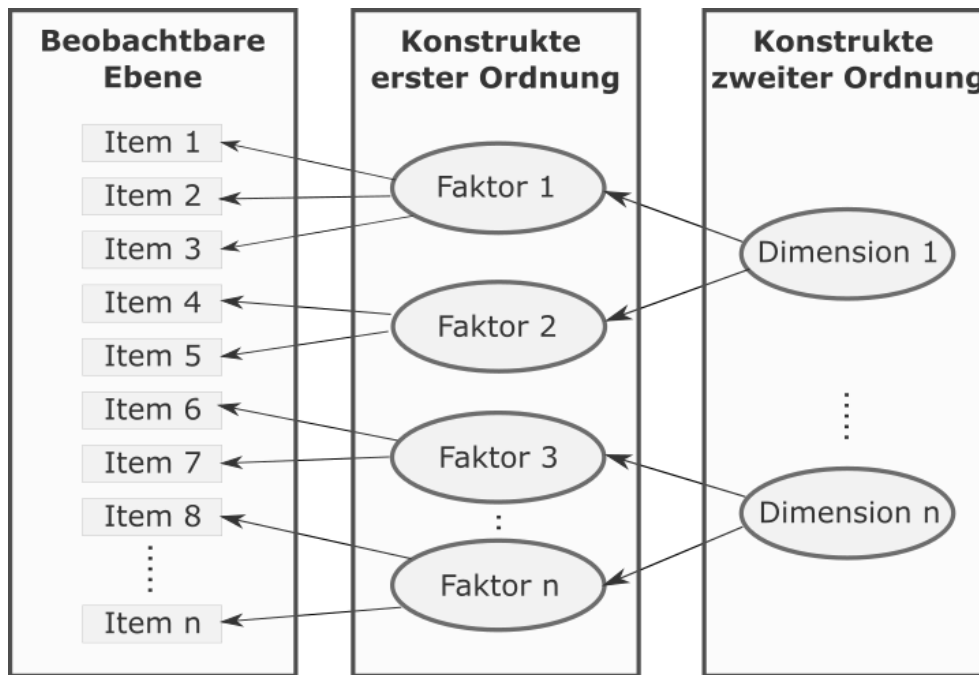 Beobachtbare
Ebene
Item 1
Item 2
Item 3
Item 4
Item 5
Item 6
Item 7
Item 8
Item n
Konstrukte
erster Ordnung
Faktor 1
Faktor 2
Faktor 3
Faktor n
Konstrukte
zweiter Ordnung
Dimension 1
Dimension n